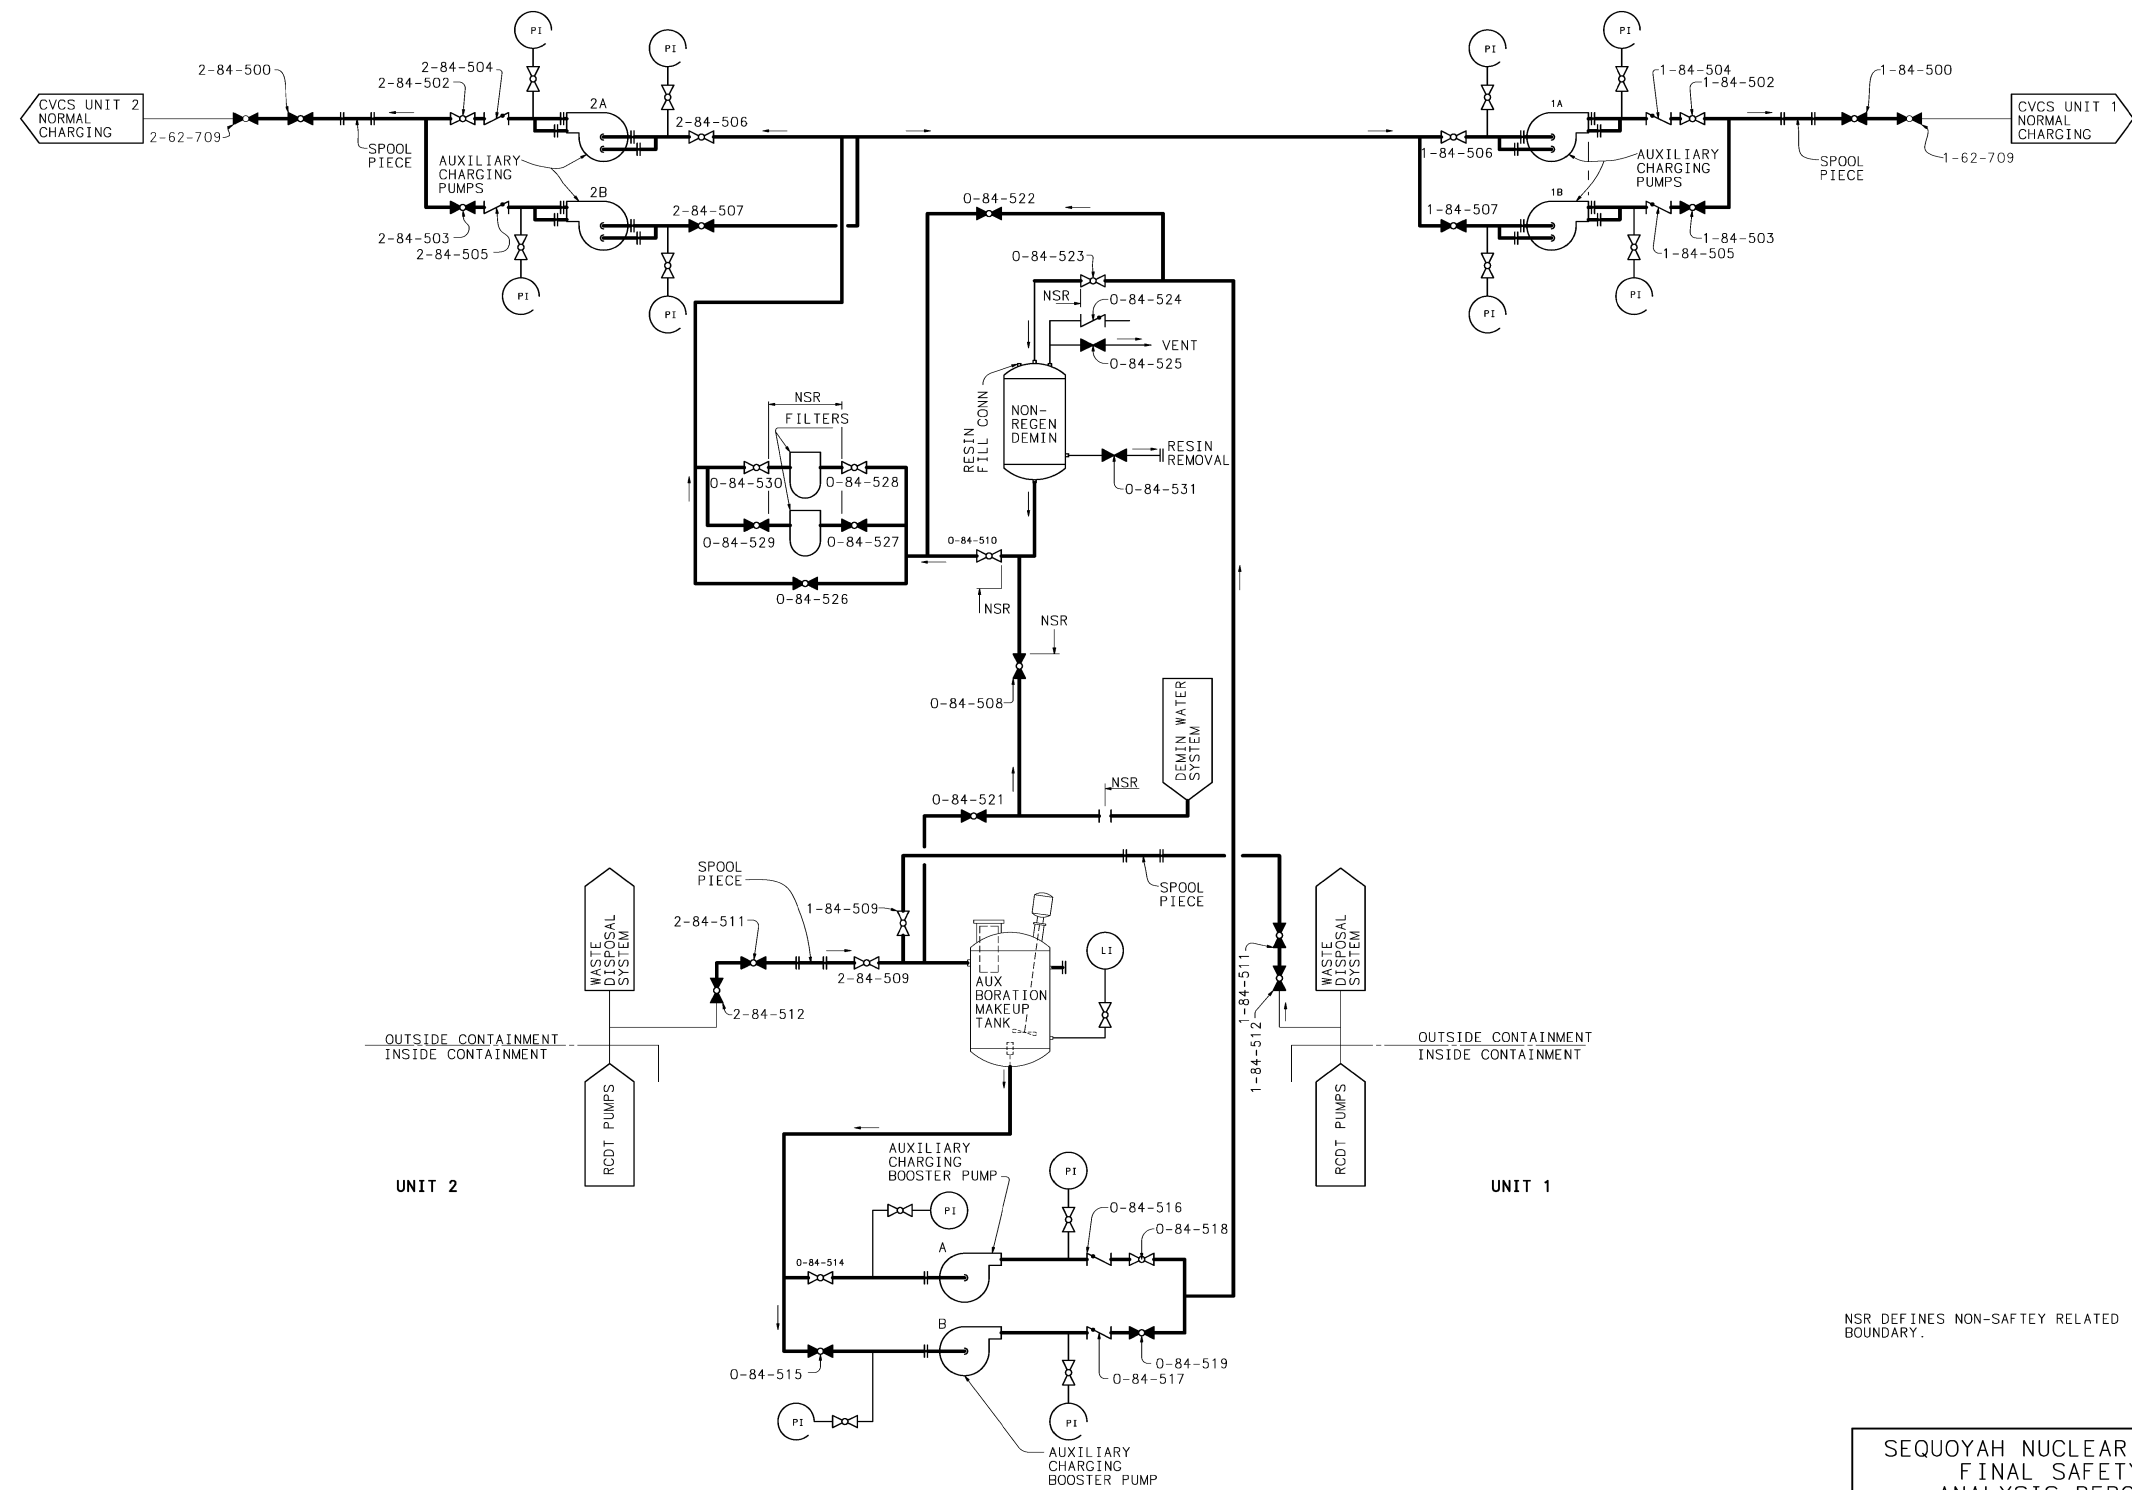 PI
PI
PI
PI
2-84-500
2-84-504
2-84-502
1-84-504
1-84-502
1-84-500
CVCS UNIT 2
NORMAL
CHARGING
2-62-709
SPOOL
PIECE
2A
2-84-506
1A
1-84-506
CVCS UNIT 1
NORMAL
CHARGING
1-62-709
SPOOL
PIECE
AUXILIARY
CHARGING
PUMPS
AUXILIARY
CHARGING
PUMPS
2B
2-84-507
0-84-522
1-84-507
1B
2-84-503
2-84-505
1-84-503
1-84-505
0-84-523
NSR
0-84-524
PI
PI
PI
PI
VENT
0-84-525
NSR
FILTERS
RESIN
FILL CONN
NON-
REGEN
DEMIN
RESIN
REMOVAL
0-84-531
0-84-530
0-84-528
0-84-529
0-84-527
0-84-510
0-84-526
NSR
NSR
0-84-508
DEMIN WATER
SYSTEM
NSR
0-84-521
SPOOL
PIECE
SPOOL
PIECE
1-84-509
2-84-511
2-84-509
2-84-512
WASTE
DISPOSAL
SYSTEM
AUX
BORATION
MAKEUP
TANK
LI
1-84-511
1-84-512
WASTE
DISPOSAL
SYSTEM
OUTSIDE CONTAINMENT
INSIDE CONTAINMENT
OUTSIDE CONTAINMENT
INSIDE CONTAINMENT
RCDT PUMPS
RCDT PUMPS
UNIT 2
UNIT 1
AUXILIARY
CHARGING
BOOSTER PUMP
PI
PI
0-84-516
0-84-518
A
0-84-514
B
0-84-515
0-84-519
0-84-517
PI
PI
AUXILIARY
CHARGING
BOOSTER PUMP
NSR DEFINES NON-SAFTEY RELATED
BOUNDARY.
SEQUOYAH NUCLEAR
FINAL SAFETY